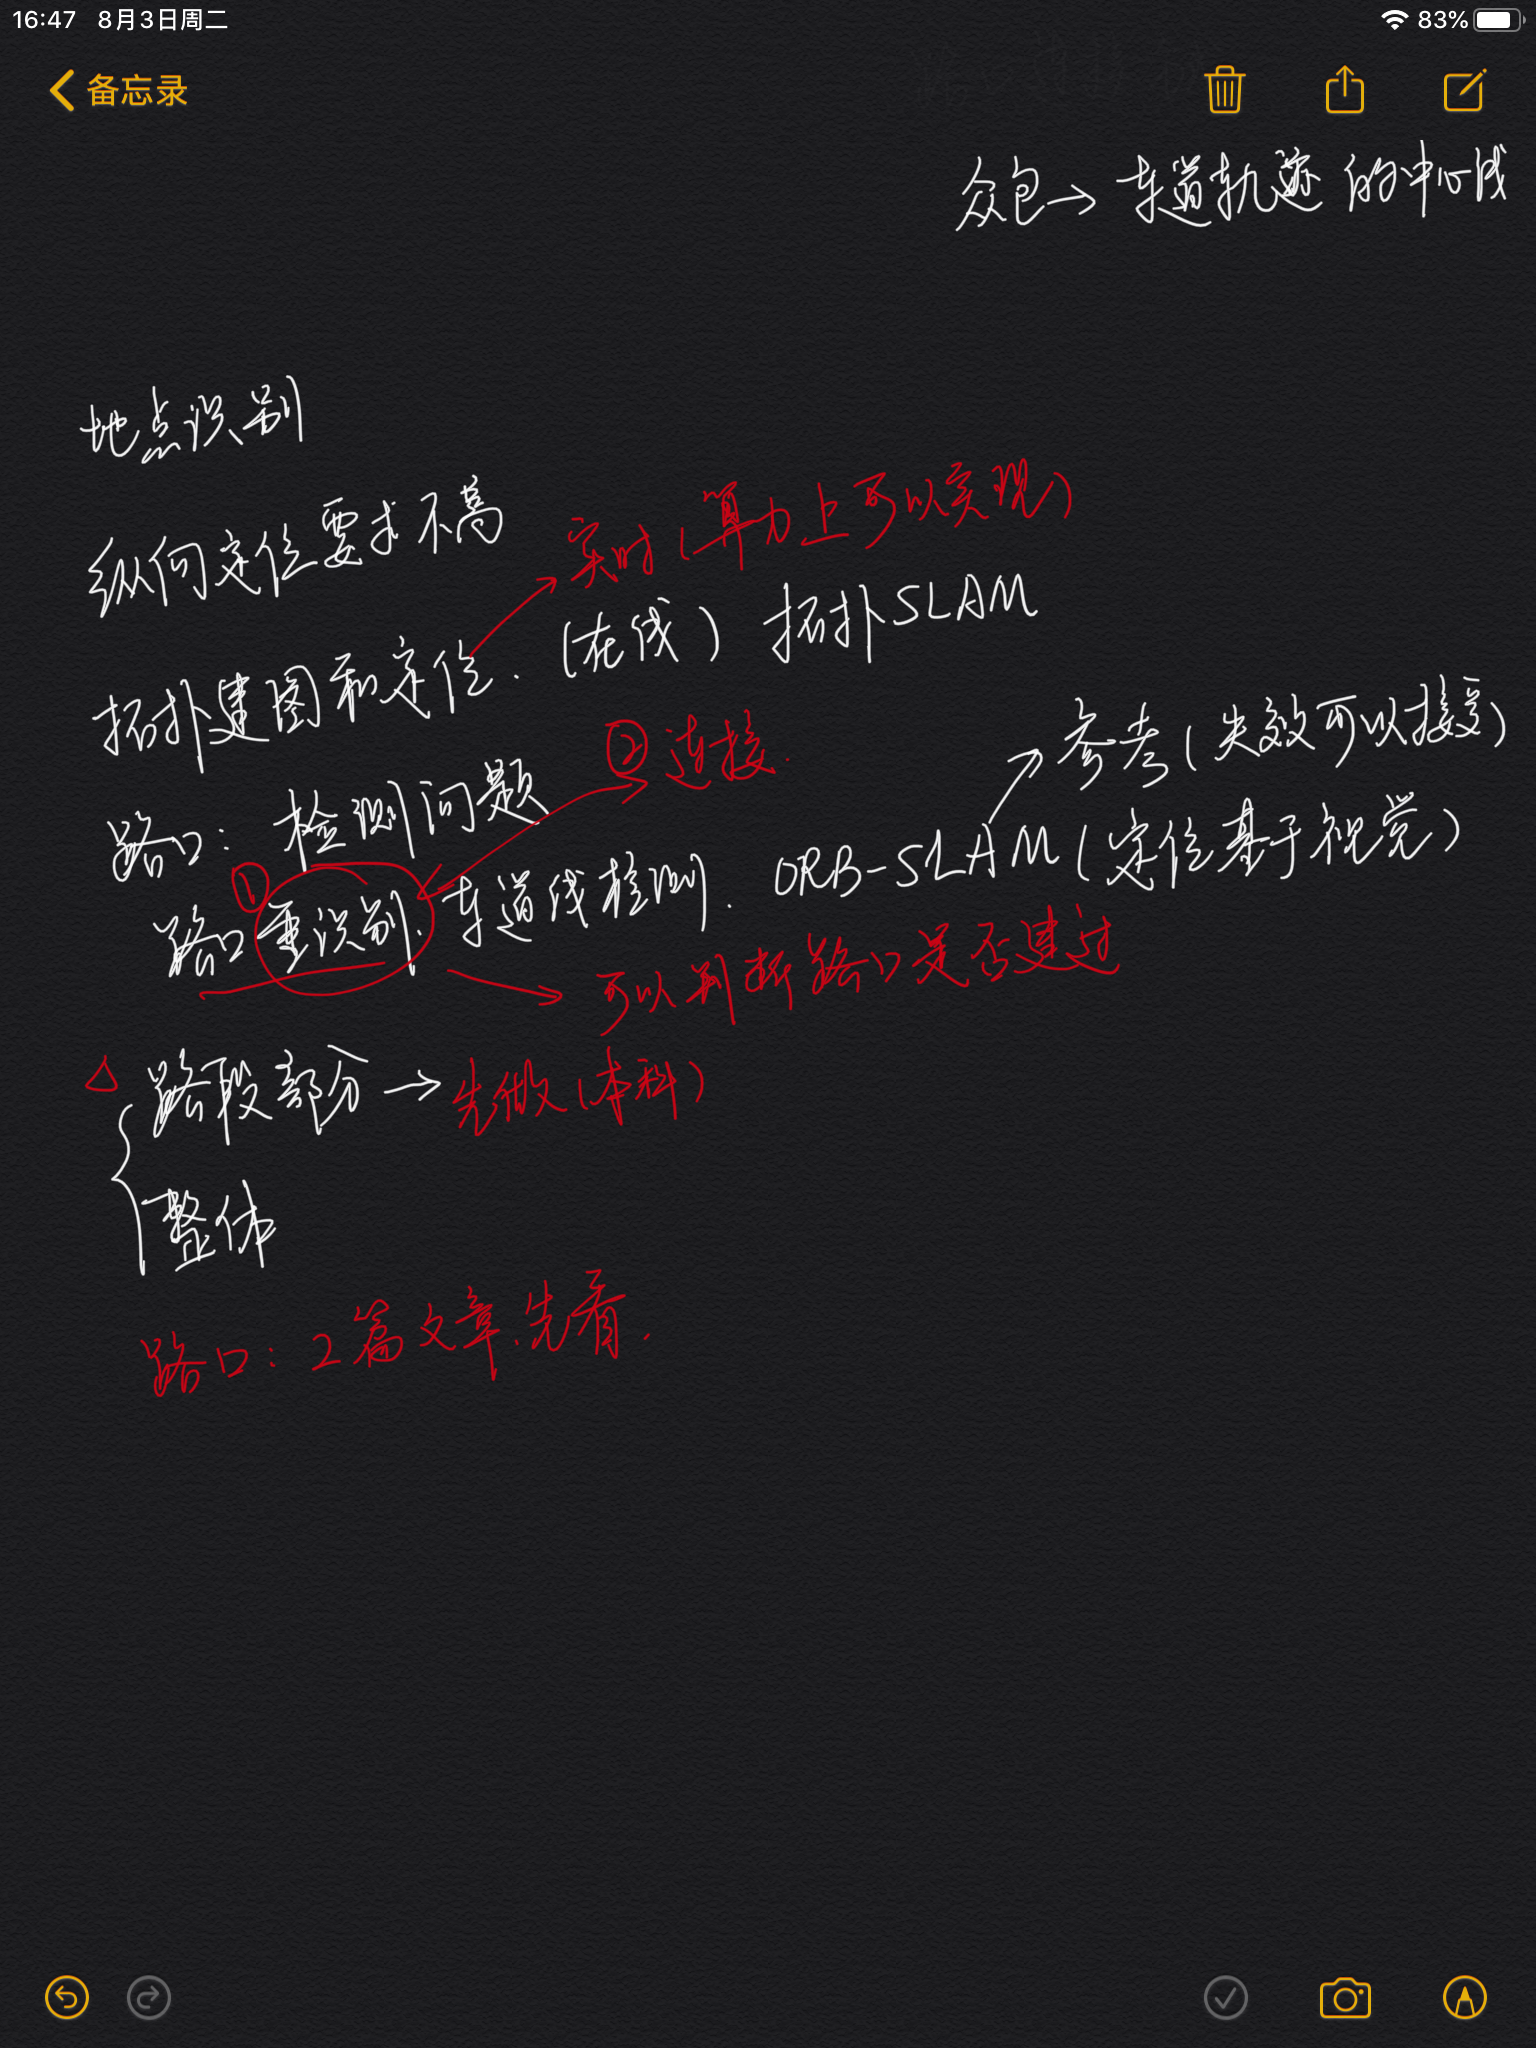 16:47 8月3日周二 83%
备忘录
众包→车道轨迹的中心线
地点识别
纵向定位要求不高
实时(算力上可以实现)
拓扑建图和定位.(在线) 拓扑SLAM
②连接.
参考(失效可以接受)
路口: 检测问题
① 路口重识别. 车道线检测. ORB-SLAM(定位基于视觉)
可以判断路口是否建过
△ 路段部分→先做(本科)
整体
路口: 2篇文章.先看.